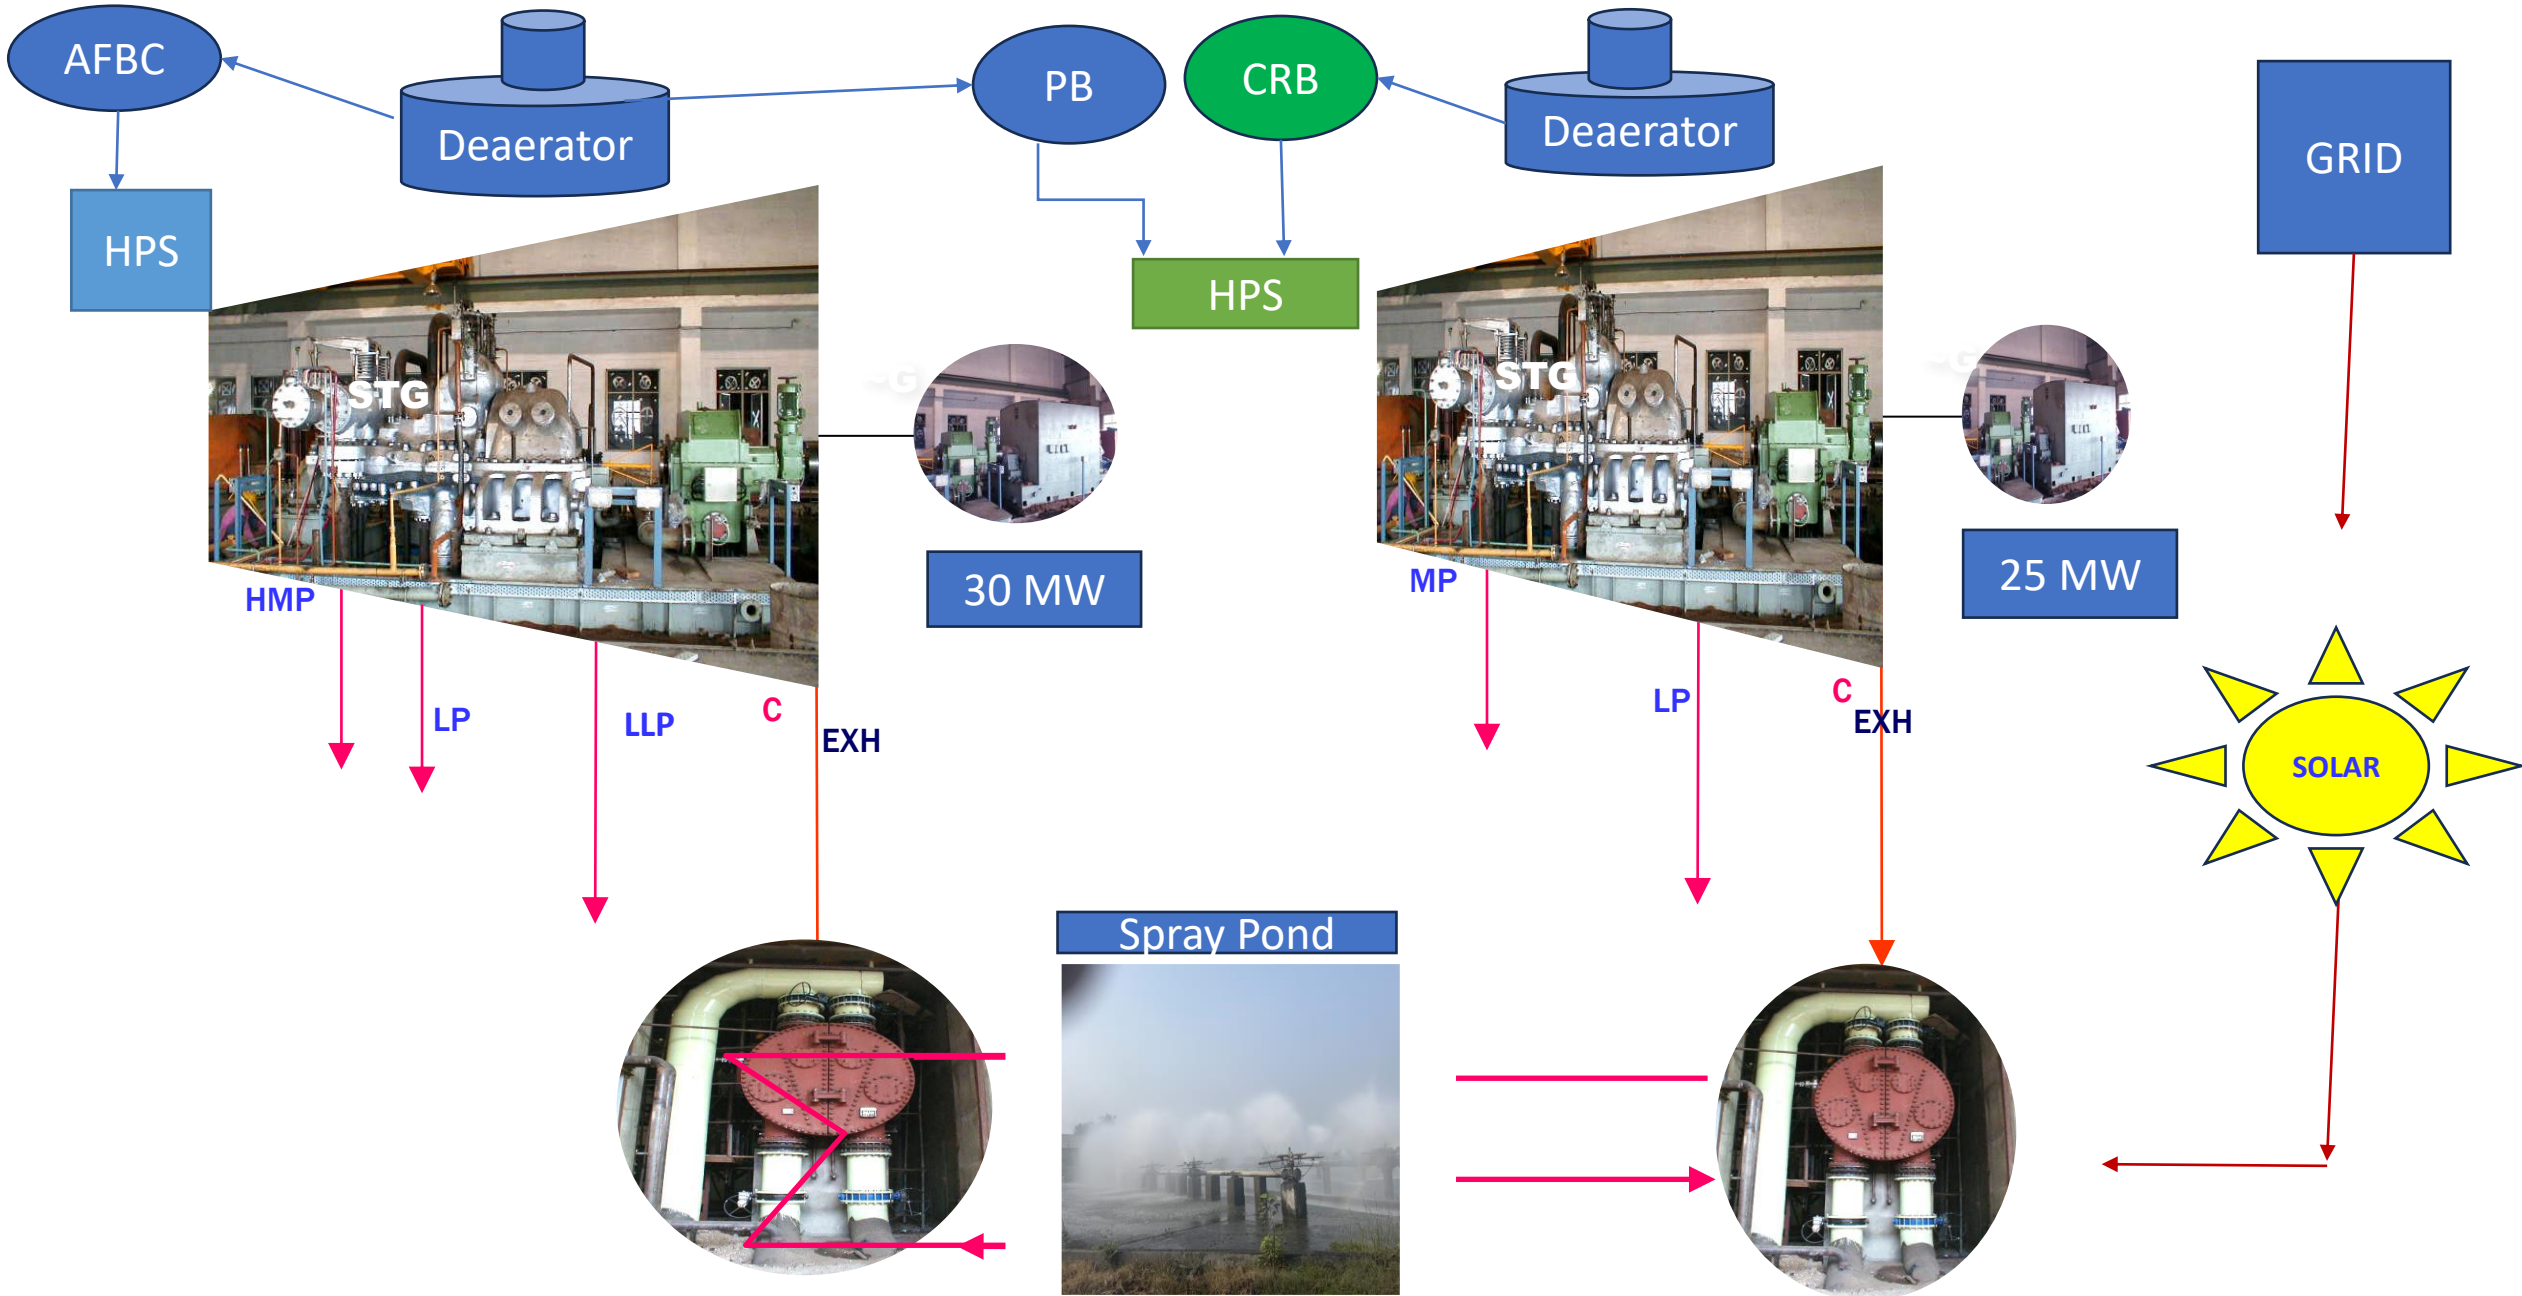 AFBC
Deaerator
PB
CRB
Deaerator
GRID
HPS
HPS
STG
-G
STG
-G
30 MW
25 MW
HMP
LP
LLP
C
EXH
MP
LP
C
EXH
SOLAR
Spray Pond